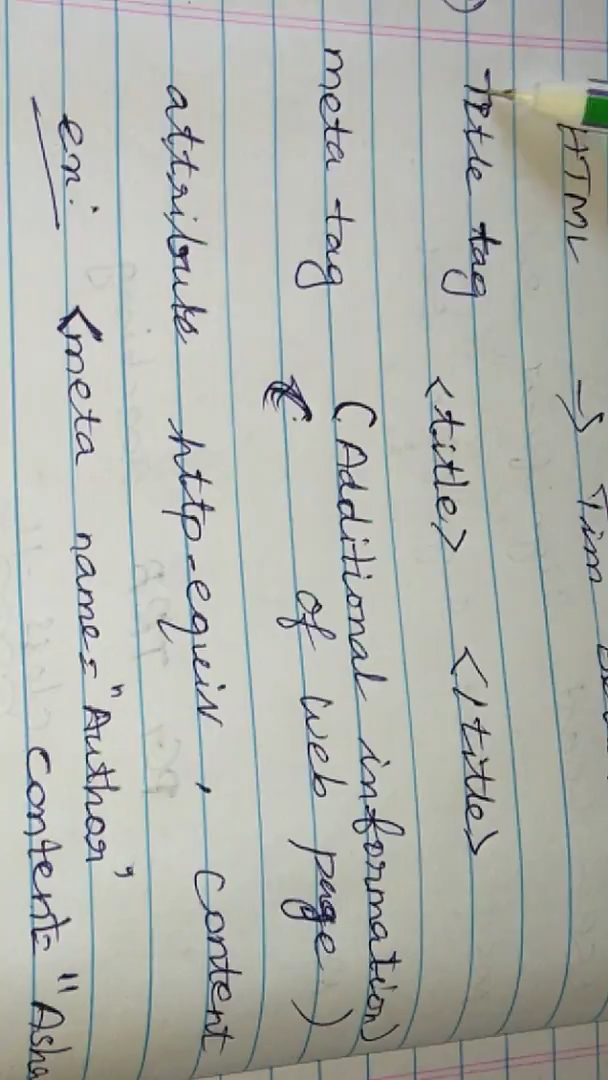 HTML → Tim
Title tag <title> </title>
meta tag (Additional information)
of web page)
attributs http-equiv, content
en: <meta name="Author"
content="Asha